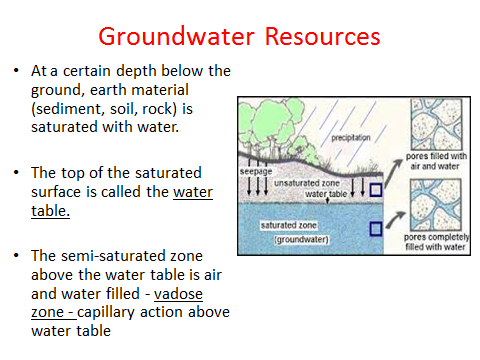 Groundwater Resources
• At a certain depth below the
ground, earth material
(sediment, soil, rock) is
saturated with water.
• The top of the saturated
surface is called the water
table.
• The semi-saturated zone
above the water table is air
and water filled - vadose
zone - capillary action above
water table
precipitation
seepage
unsaturated zone
water table
saturated zone
(groundwater)
pores filled with
air and water
pores completely
filled with water